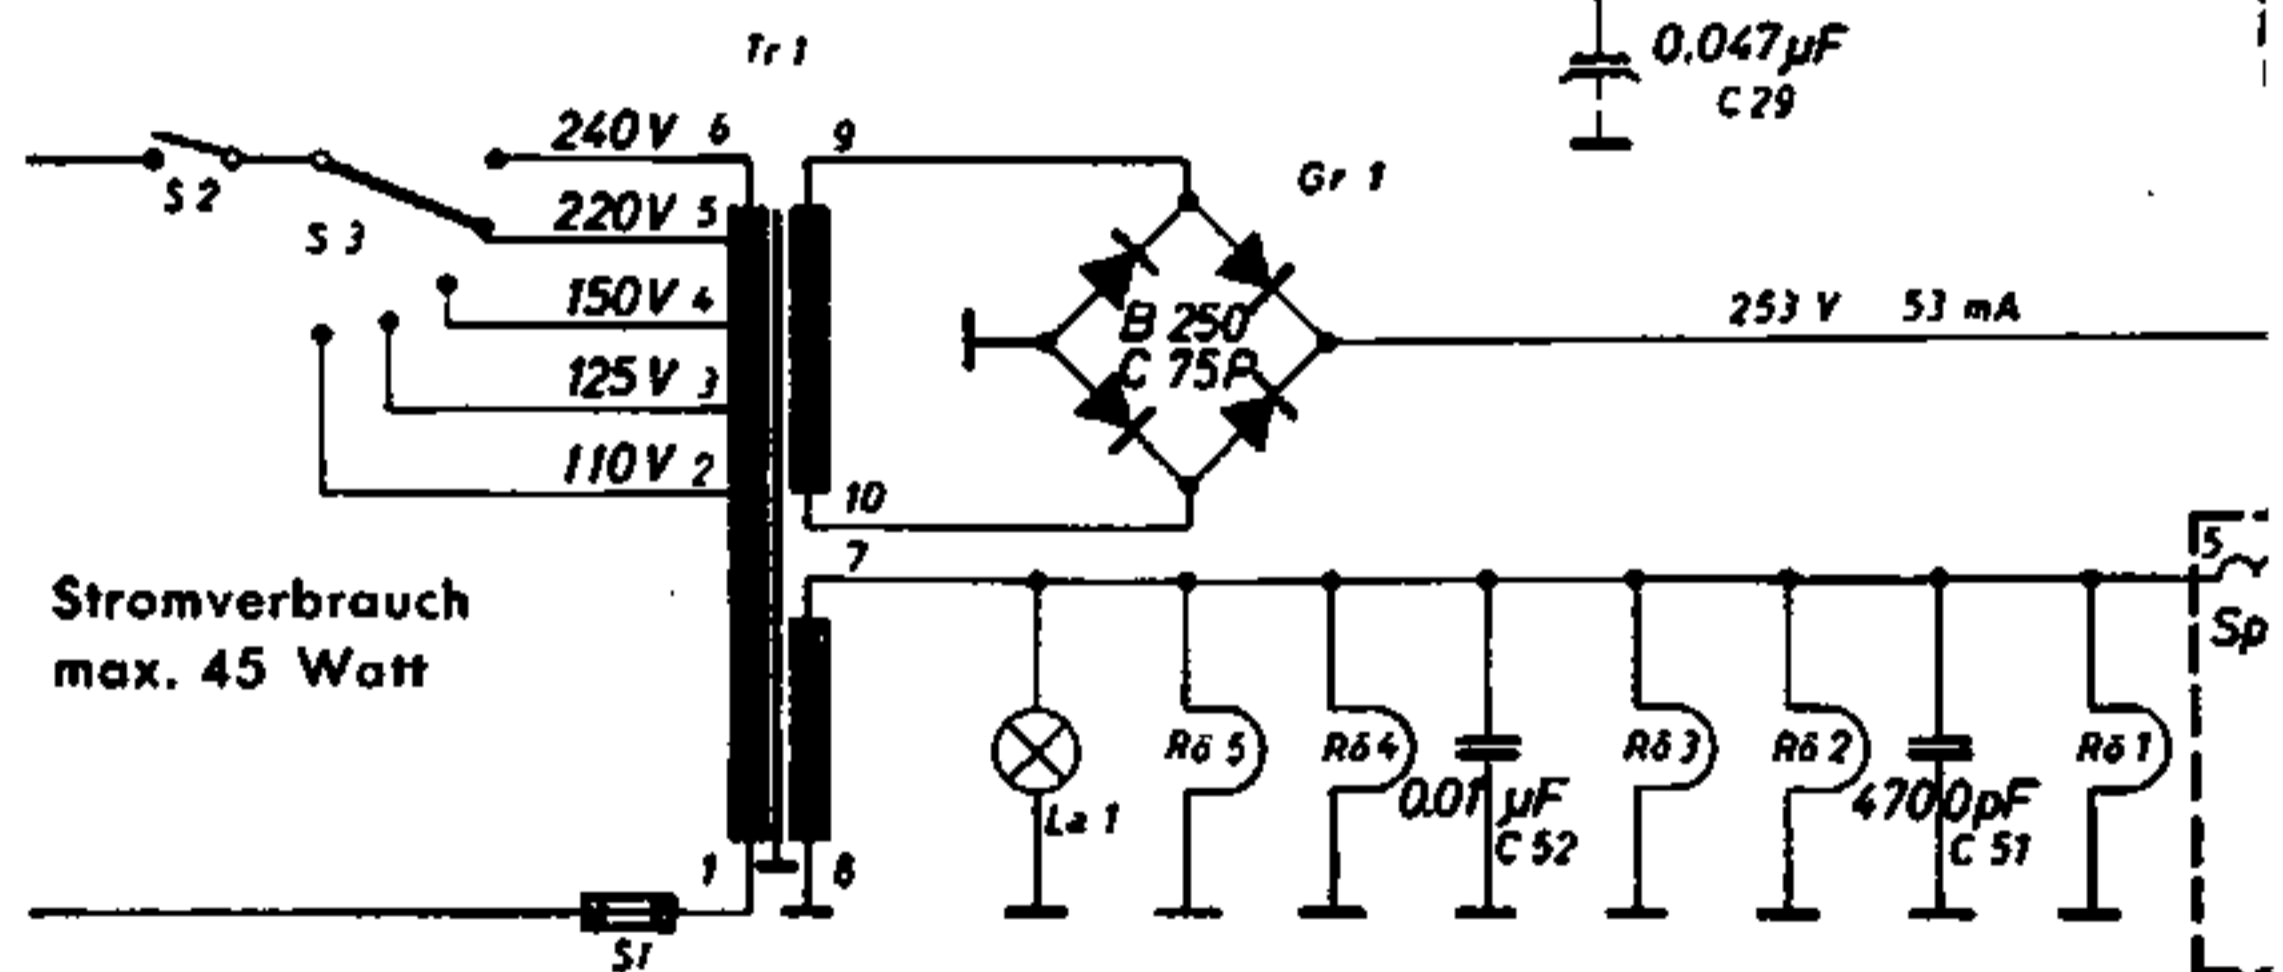 Tr 1
0,047µF
C 29
240V 6
9
S 2
Gr 1
220V 5
S 3
150V 4
B 250
253 V 53 mA
C 75
125V 3
110V 2
10
7
5
Stromverbrauch
max. 45 Watt
Sp
Rö 5
Rö 4
Rö 3
Rö 2
Rö 1
La 1
0,01 µF
C 52
4700pF
C 51
1
8